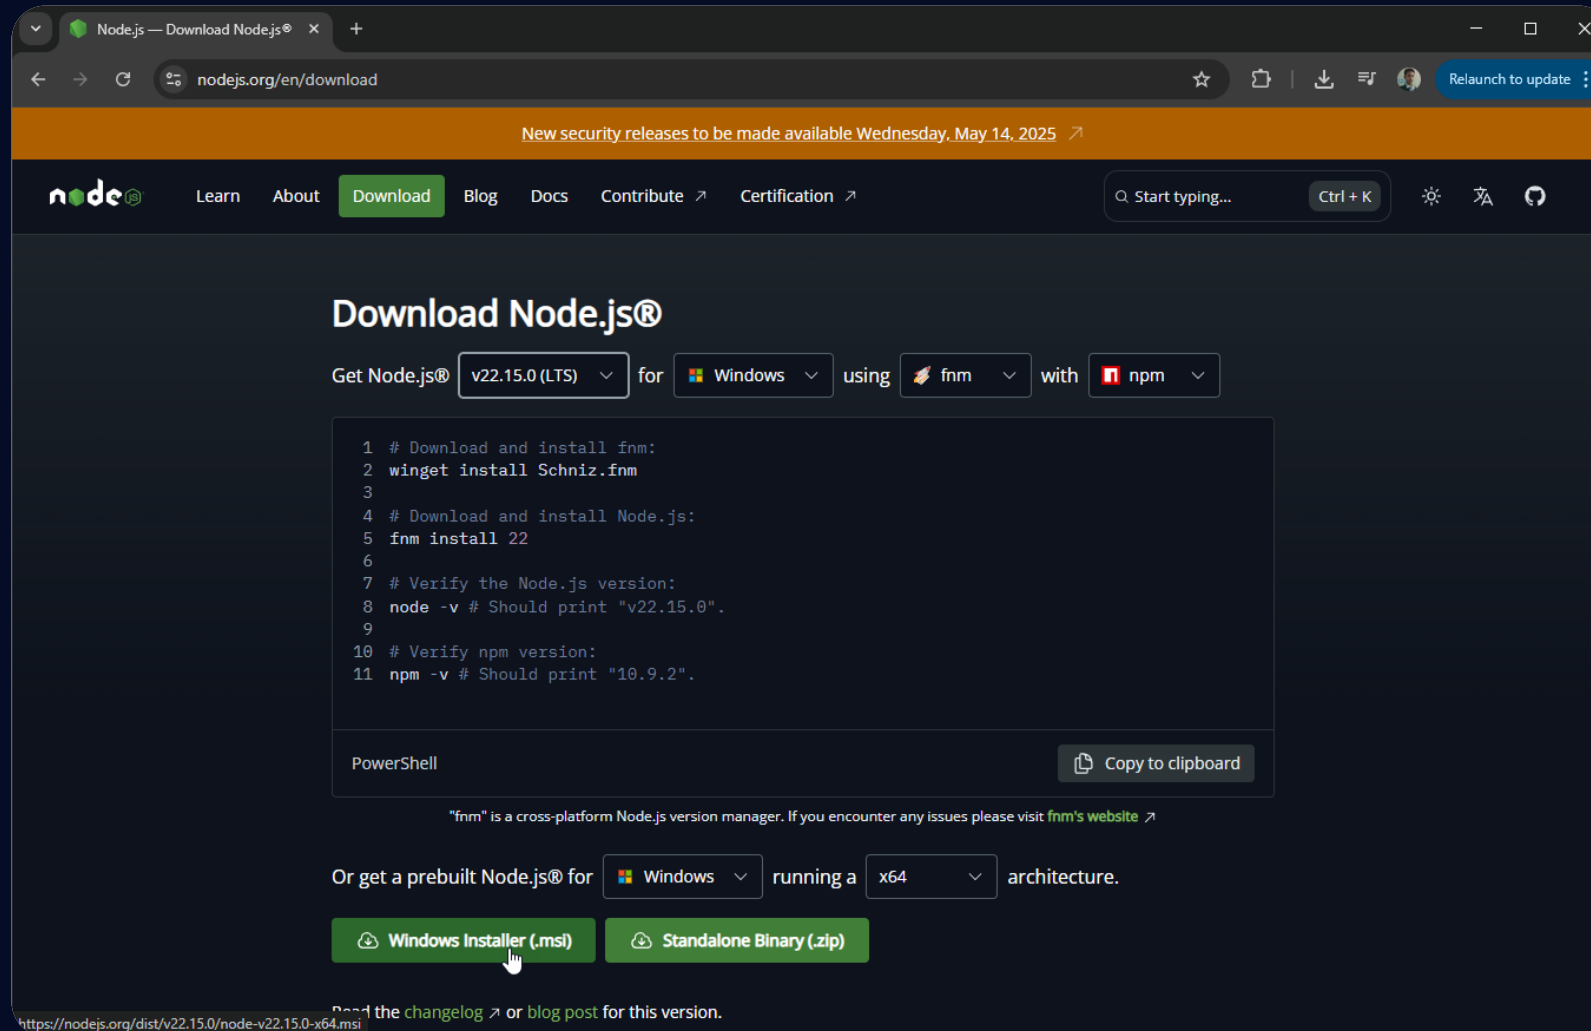 Node.js — Download Node.js®
nodejs.org/en/download
Relaunch to update
New security releases to be made available Wednesday, May 14, 2025
node JS
Learn About Download Blog Docs Contribute Certification Start typing... Ctrl + K
Download Node.js®
Get Node.js® v22.15.0 (LTS) for Windows using fnm with npm
1 # Download and install fnm:
2 winget install Schniz.fnm
3
4 # Download and install Node.js:
5 fnm install 22
6
7 # Verify the Node.js version:
8 node -v # Should print "v22.15.0".
9
10 # Verify npm version:
11 npm -v # Should print "10.9.2".
PowerShell Copy to clipboard
"fnm" is a cross-platform Node.js version manager. If you encounter any issues please visit fnm's website
Or get a prebuilt Node.js® for Windows running a x64 architecture.
Windows Installer (.msi) Standalone Binary (.zip)
Read the changelog or blog post for this version.
https://nodejs.org/dist/v22.15.0/node-v22.15.0-x64.msi